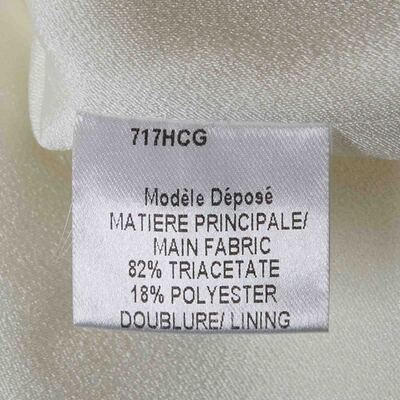 717HCG
Modèle Déposé
MATIERE PRINCIPALE/
MAIN FABRIC
82% TRIACETATE
18% POLYESTER
DOUBLURE/ LINING